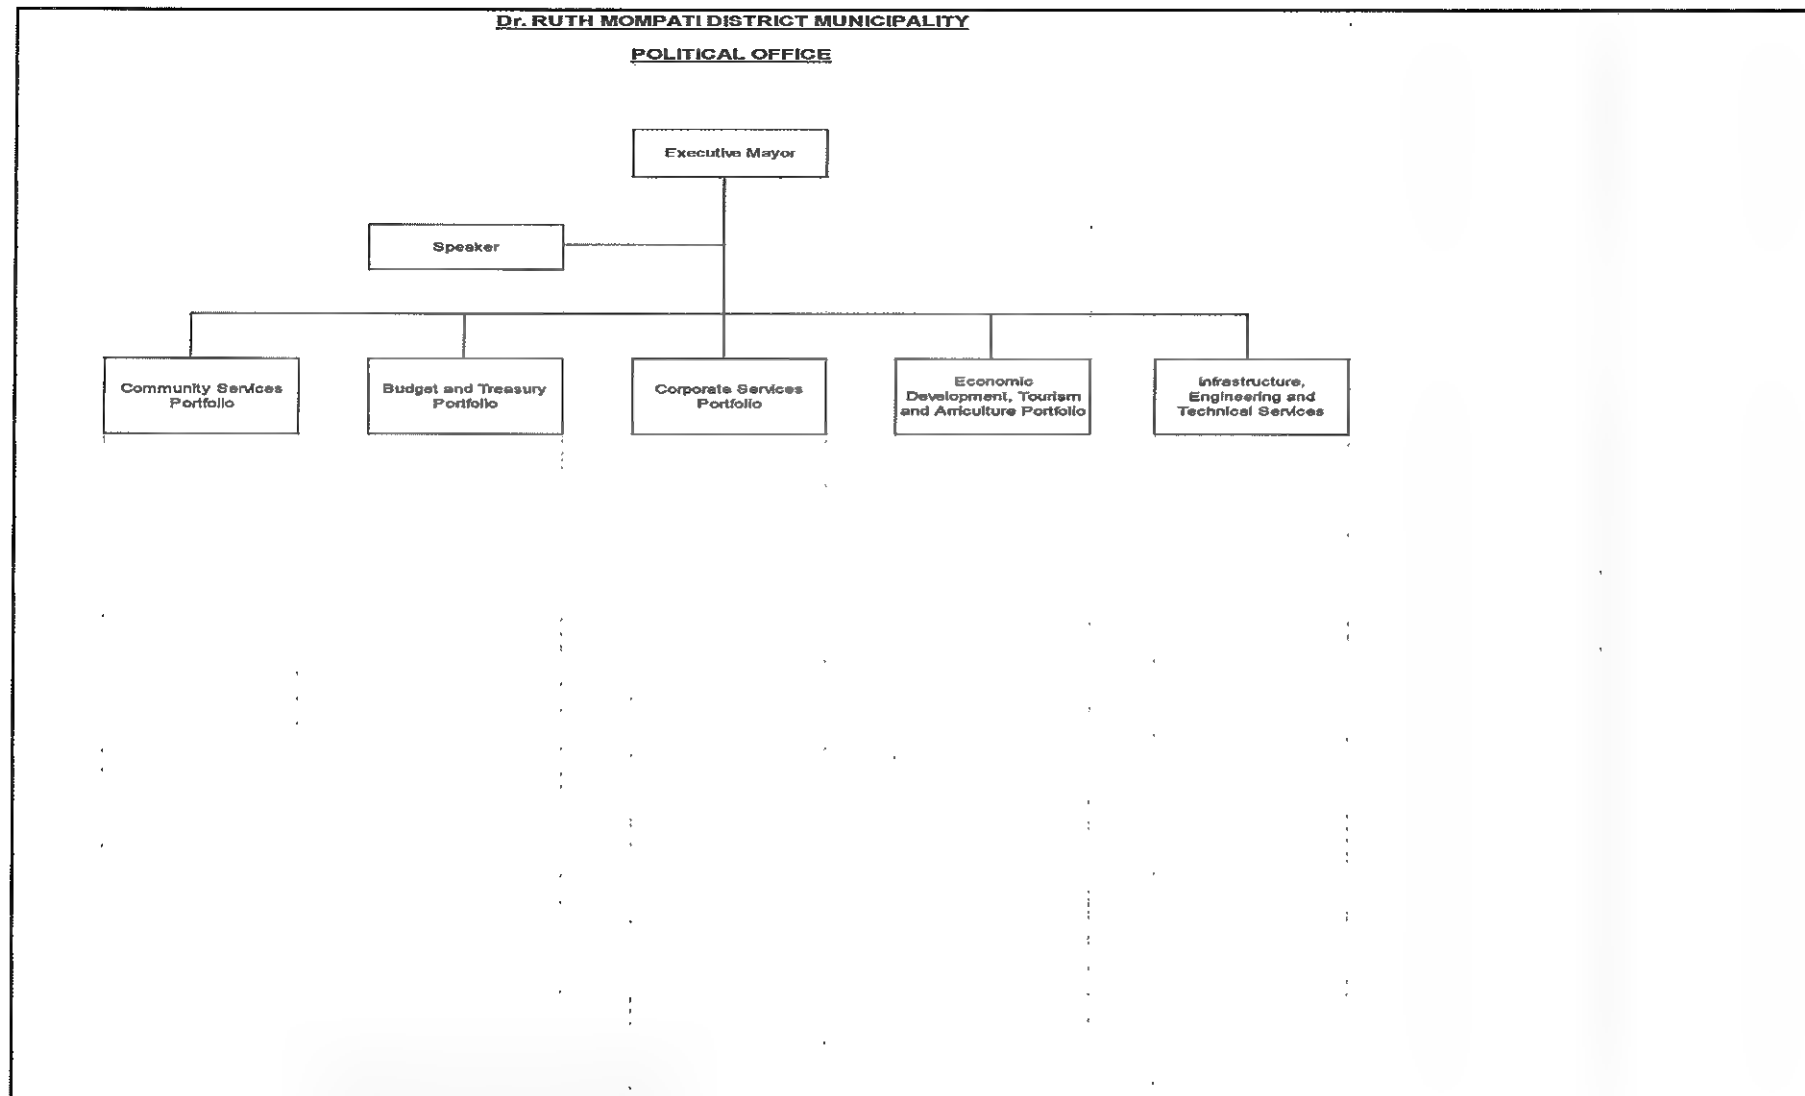 Dr. RUTH MOMPATI DISTRICT MUNICIPALITY
POLITICAL OFFICE
Executive Mayor
Speaker
Community Services
Portfolio
Budget and Treasury
Portfolio
Corporate Services
Portfolio
Economic
Development, Tourism
and Arriculture Portfolio
Infrastructure,
Engineering and
Technical Services